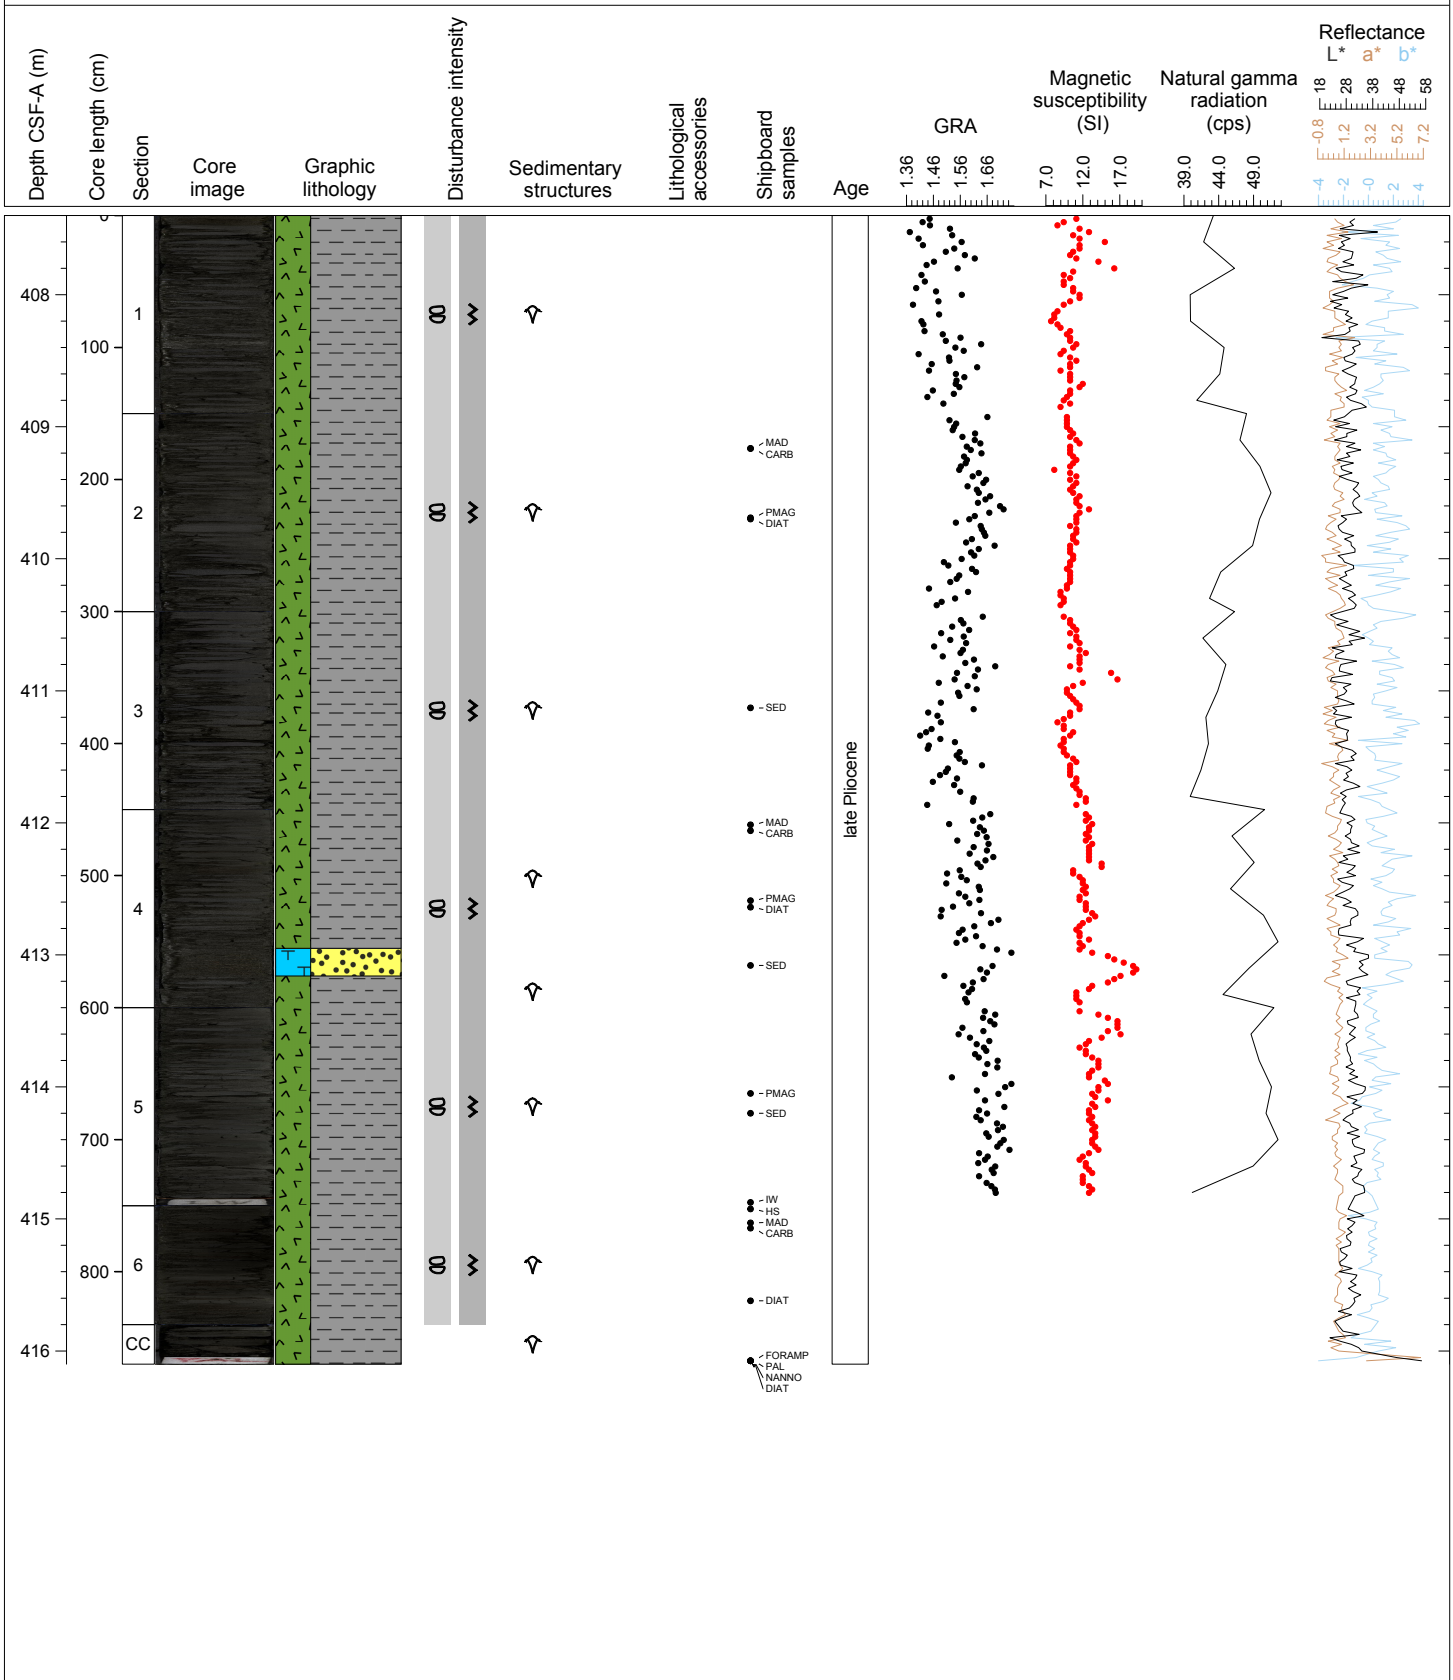 Depth CSF-A (m)
Core length (cm)
Section
Core
image
Graphic
lithology
Disturbance intensity
Sedimentary
structures
Lithological
accessories
Shipboard
samples
Age
GRA
1.36 1.46 1.56 1.66
Magnetic
susceptibility
(SI)
7.0 12.0 17.0
Natural gamma
radiation
(cps)
39.0 44.0 49.0
Reflectance
L* a* b*
18 28 38 48 58
-0.8 1.2 3.2 5.2 7.2
-4 -2 -0 2 4
0
408
1
100
409
MAD
CARB
200
2
PMAG
DIAT
410
300
411
3
SED
400
late Pliocene
412
MAD
CARB
500
4
PMAG
DIAT
413
SED
600
414
PMAG
5
SED
700
IW
HS
415
MAD
CARB
6
800
DIAT
CC
416
FORAMP
PAL
NANNO
DIAT